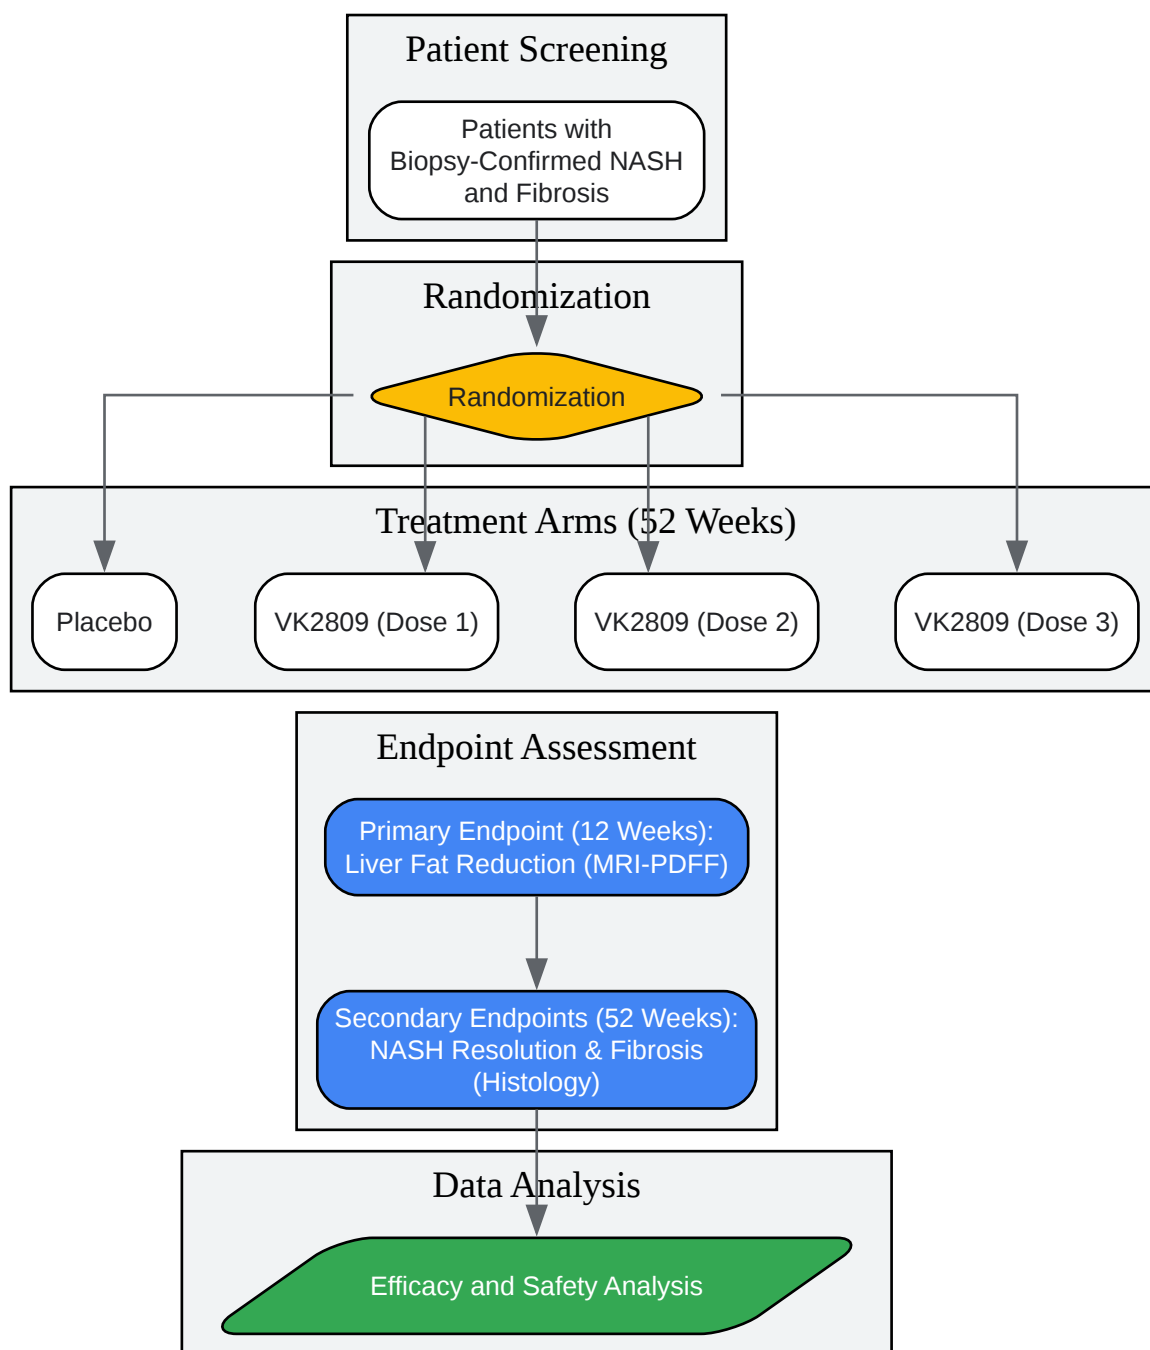 Patient Screening
Patients with
Biopsy-Confirmed NASH
and Fibrosis
Randomization
Randomization
Treatment Arms (52 Weeks)
Placebo
VK2809 (Dose 1)
VK2809 (Dose 2)
VK2809 (Dose 3)
Endpoint Assessment
Primary Endpoint (12 Weeks):
Liver Fat Reduction (MRI-PDFF)
Secondary Endpoints (52 Weeks):
NASH Resolution & Fibrosis
(Histology)
Data Analysis
Efficacy and Safety Analysis